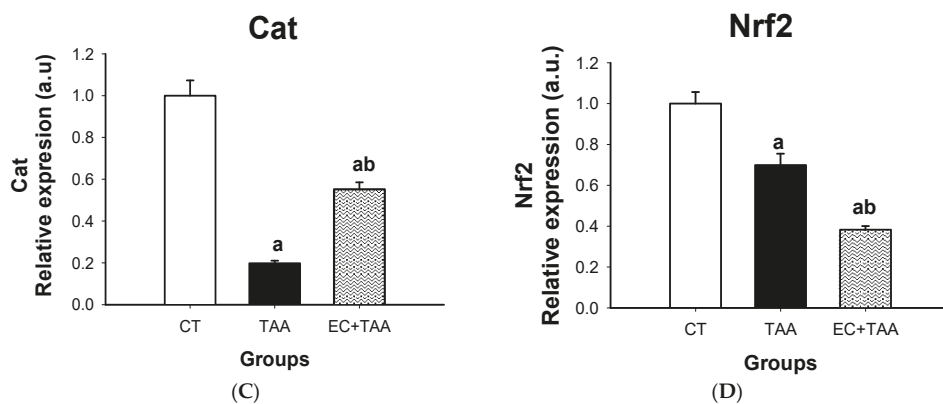 Cat
Cat
Relative expression (a.u)
1.2
1.0
0.8
0.6
0.4
0.2
0.0
a
ab
CT
TAA
EC+TAA
Groups
(C)
Nrf2
Nrf2
Relative expression (a.u.)
1.2
1.0
0.8
0.6
0.4
0.2
0.0
a
ab
CT
TAA
EC+TAA
Groups
(D)